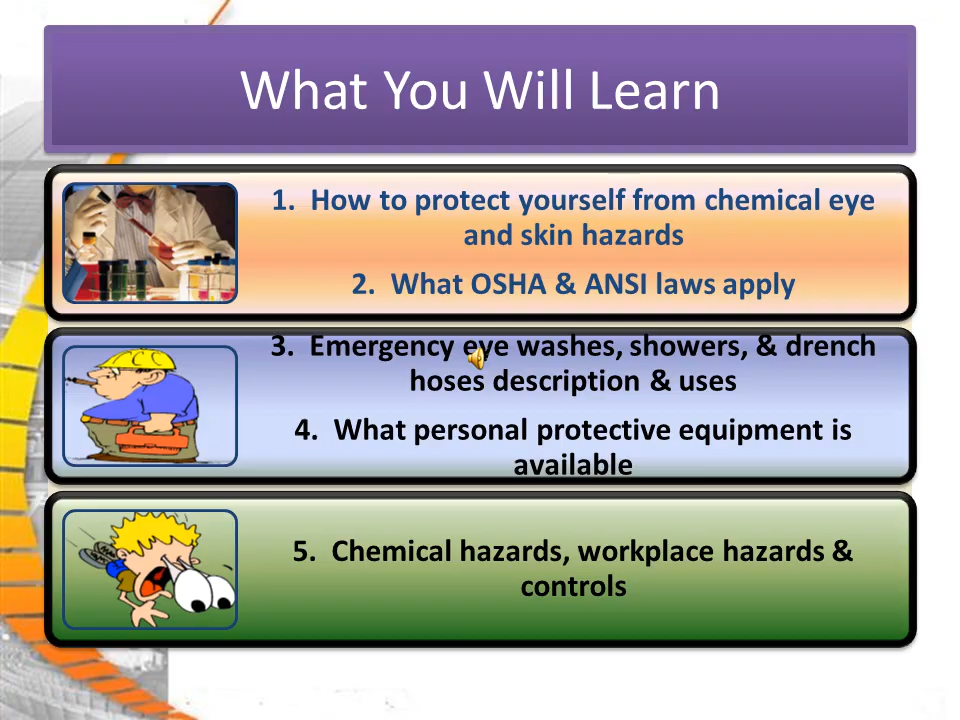 What You Will Learn
1. How to protect yourself from chemical eye
and skin hazards
2. What OSHA & ANSI laws apply
3. Emergency eye washes, showers, & drench
hoses description & uses
4. What personal protective equipment is
available
5. Chemical hazards, workplace hazards &
controls